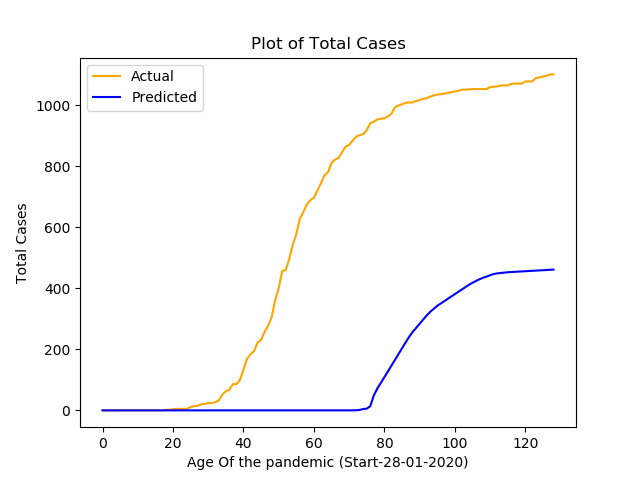 Plot of Total Cases
Actual
Predicted
1000
800
600
400
200
0
Total Cases
0 20 40 60 80 100 120
Age Of the pandemic (Start-28-01-2020)